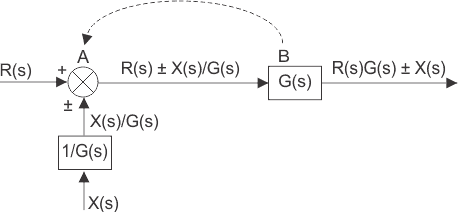 A
B
R(s)
+
R(s) ± X(s)/G(s)
G(s)
R(s)G(s) ± X(s)
±
X(s)/G(s)
1/G(s)
X(s)